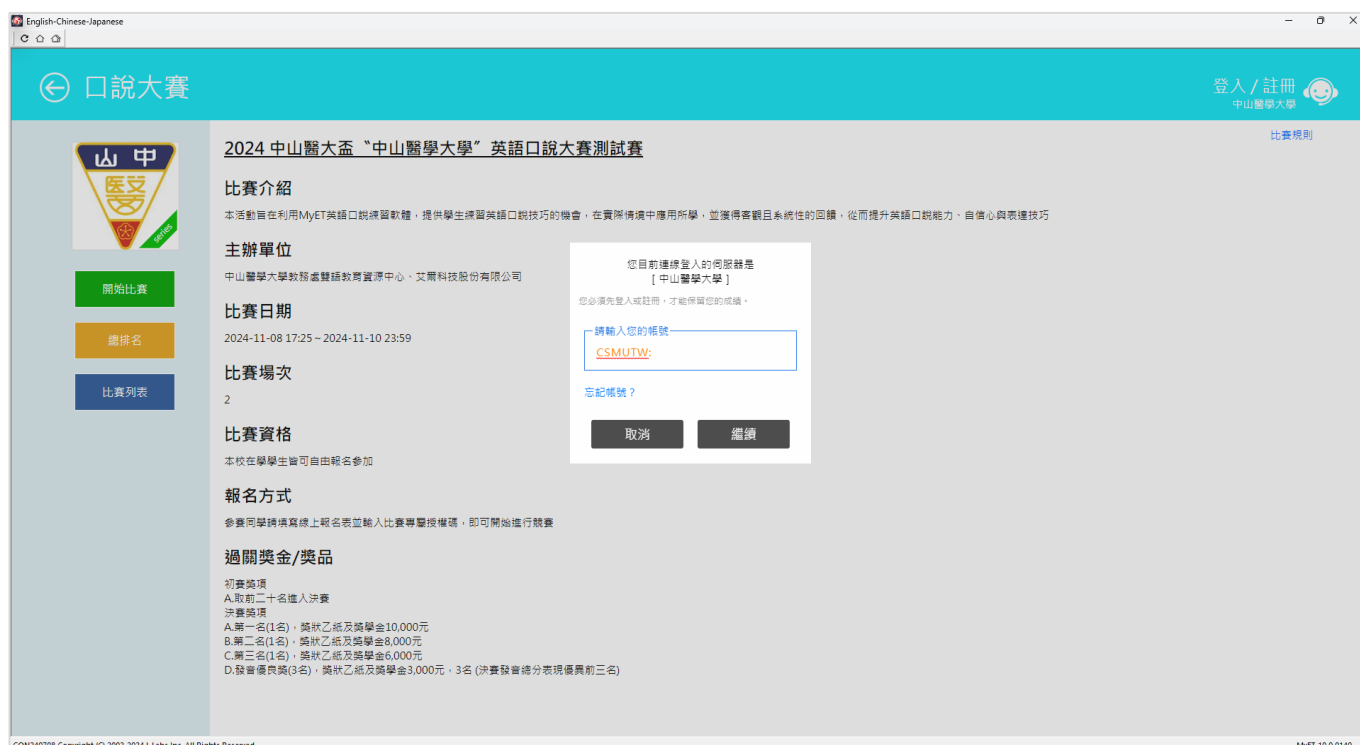 English-Chinese-Japanese
口說大賽
登入 / 註冊
中山醫學大學
比賽規則
山 中
series
開始比賽
總排名
比賽列表
2024 中山醫大盃〝中山醫學大學〞英語口說大賽測試賽
比賽介紹
本活動旨在利用MyET英語口說練習軟體，提供學生練習英語口說技巧的機會，在實際情境中應用所學，並獲得客觀且系統性的回饋，從而提升英語口說能力、自信心與表達技巧
主辦單位
中山醫學大學教務處雙語教育資源中心、艾爾科技股份有限公司
比賽日期
2024-11-08 17:25 ~ 2024-11-10 23:59
比賽場次
2
比賽資格
本校在學學生皆可自由報名參加
報名方式
參賽同學請填寫線上報名表並輸入比賽專屬授權碼，即可開始進行競賽
過關獎金/獎品
初賽獎項
A.取前二十名進入決賽
決賽獎項
A.第一名(1名)，獎狀乙紙及獎學金10,000元
B.第二名(1名)，獎狀乙紙及獎學金8,000元
C.第三名(1名)，獎狀乙紙及獎學金6,000元
D.發音優良獎(3名)，獎狀乙紙及獎學金3,000元，3名 (決賽發音總分表現優異前三名)
您目前連線登入的伺服器是
[ 中山醫學大學 ]
您必須先登入或註冊，才能保留您的成績。
請輸入您的帳號
CSMUTW:
忘記帳號？
取消
繼續